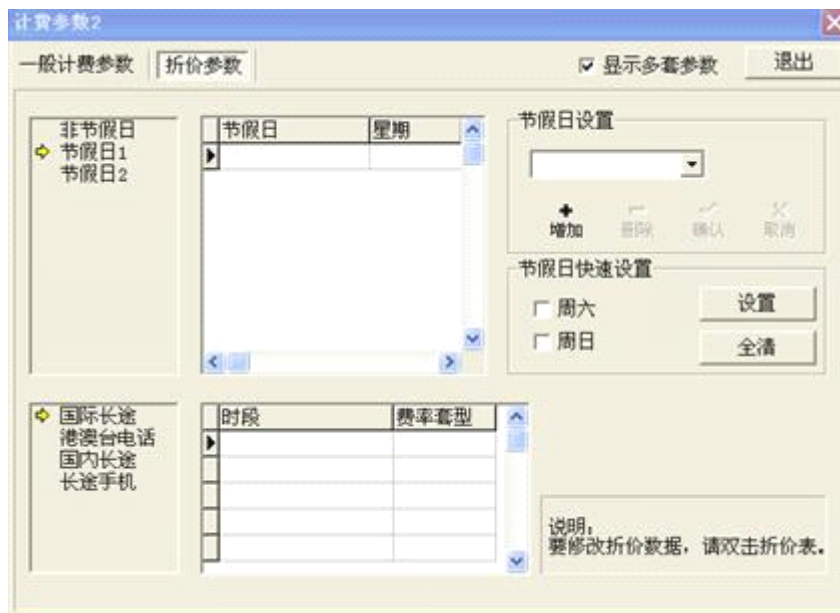 计费参数2
一般计费参数 折价参数 显示多套参数 退出
非节假日
节假日1
节假日2
节假日 星期
节假日设置
增加 删除 确认 取消
节假日快速设置
周六 设置
周日 全清
国际长途
港澳台电话
国内长途
长途手机
时段 费率套型
说明,
要修改折价数据，请双击折价表。